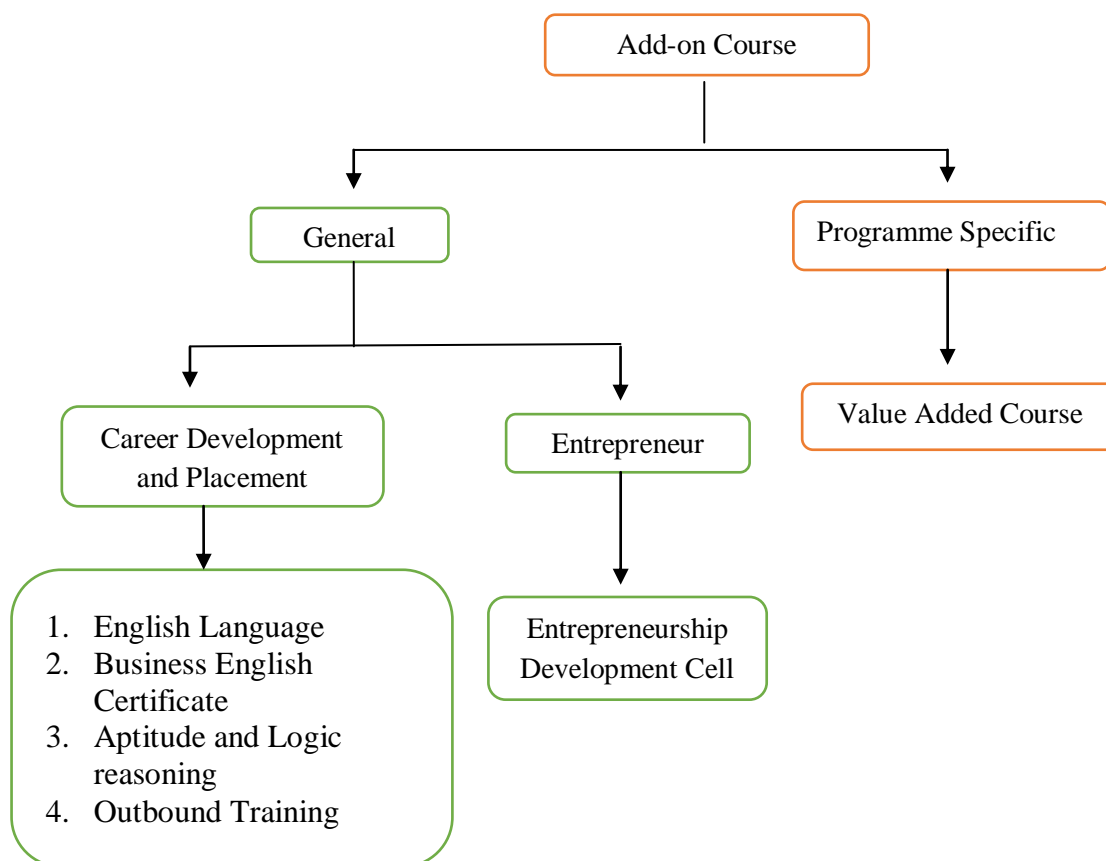 Add-on Course
General
Programme Specific
Career Development
and Placement
Entrepreneur
Value Added Course
1. English Language
2. Business English
Certificate
3. Aptitude and Logic
reasoning
4. Outbound Training
Entrepreneurship
Development Cell